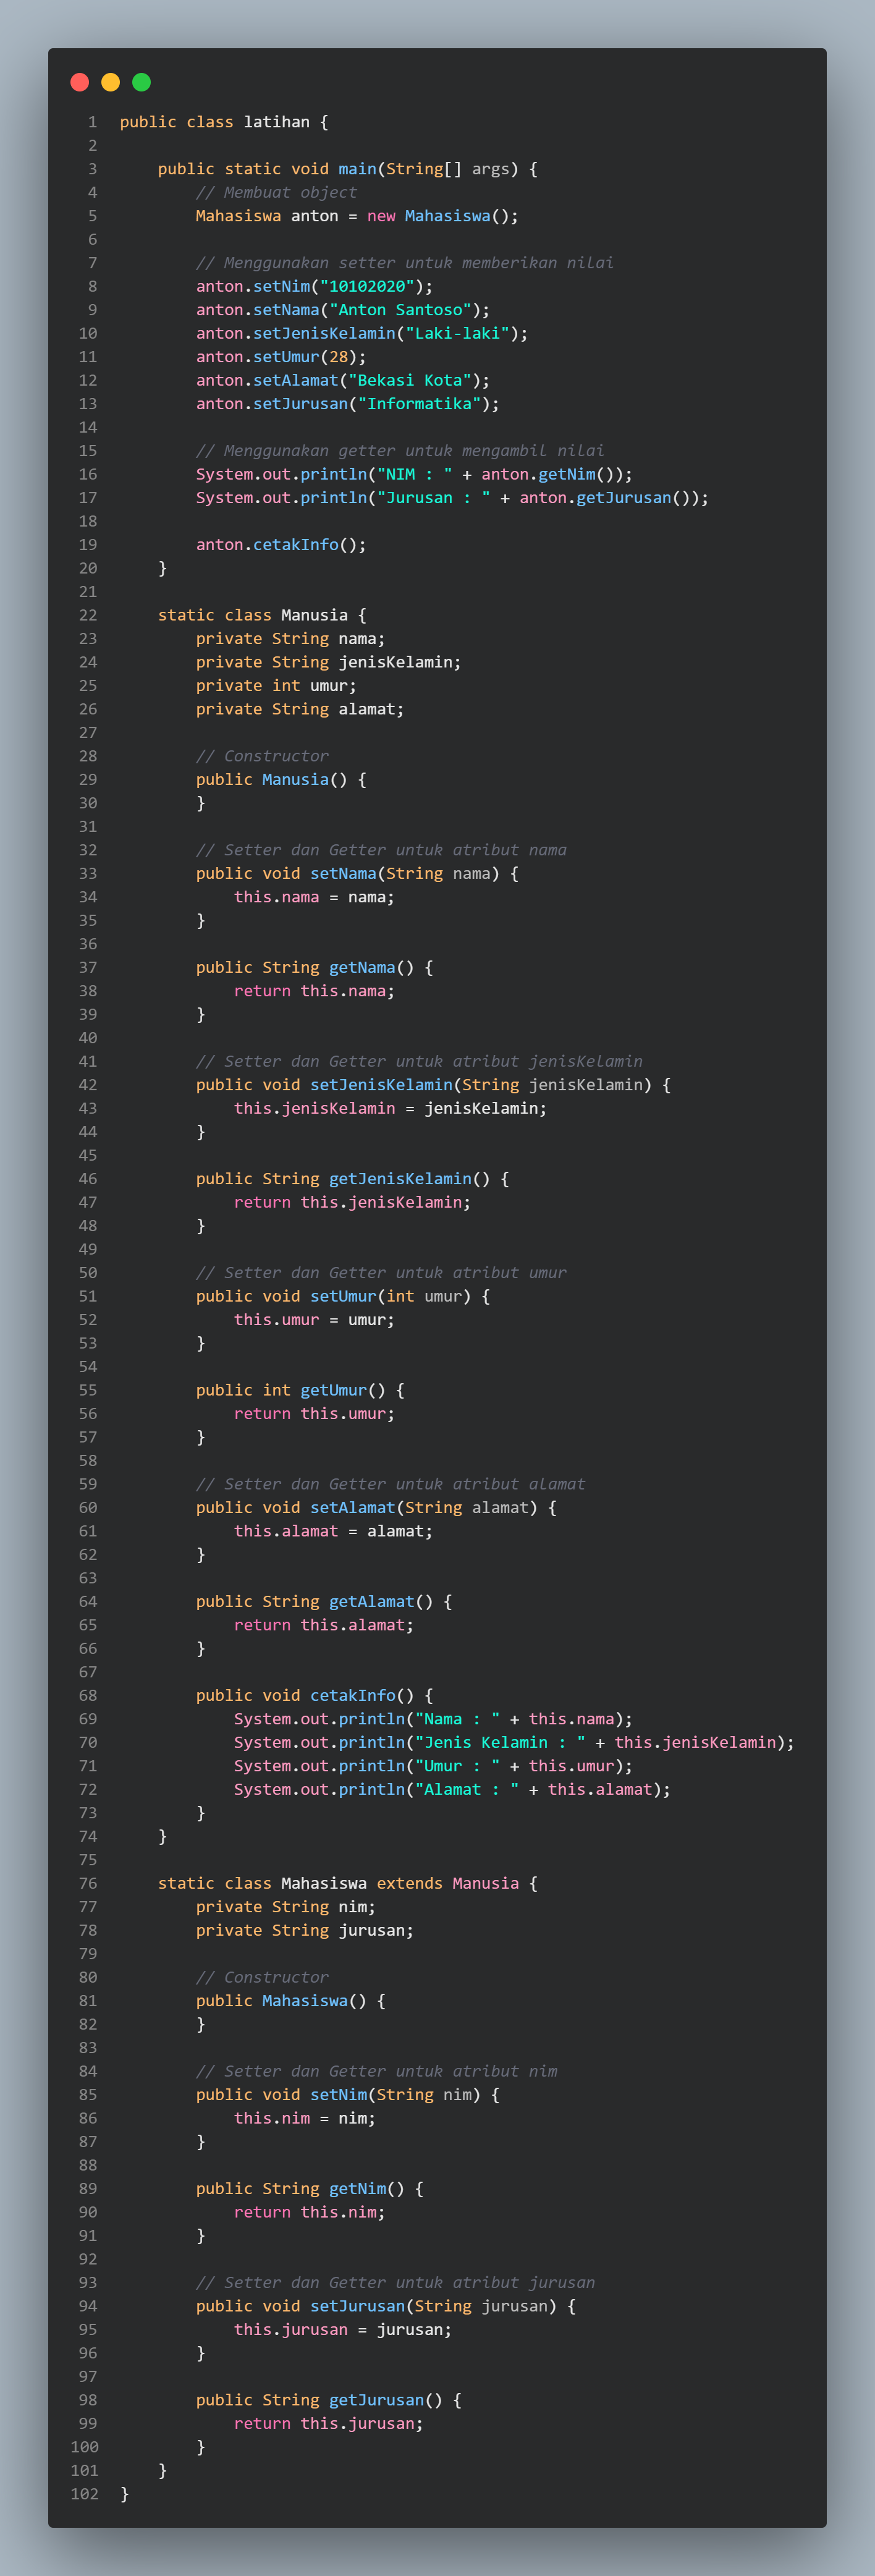 1 public class latihan {
2
3     public static void main(String[] args) {
4         // Membuat object
5         Mahasiswa anton = new Mahasiswa();
6
7         // Menggunakan setter untuk memberikan nilai
8         anton.setNim("10102020");
9         anton.setNama("Anton Santoso");
10         anton.setJenisKelamin("Laki-laki");
11         anton.setUmur(28);
12         anton.setAlamat("Bekasi Kota");
13         anton.setJurusan("Informatika");
14
15         // Menggunakan getter untuk mengambil nilai
16         System.out.println("NIM : " + anton.getNim());
17         System.out.println("Jurusan : " + anton.getJurusan());
18
19         anton.cetakInfo();
20     }
21
22     static class Manusia {
23         private String nama;
24         private String jenisKelamin;
25         private int umur;
26         private String alamat;
27
28         // Constructor
29         public Manusia() {
30         }
31
32         // Setter dan Getter untuk atribut nama
33         public void setNama(String nama) {
34             this.nama = nama;
35         }
36
37         public String getNama() {
38             return this.nama;
39         }
40
41         // Setter dan Getter untuk atribut jenisKelamin
42         public void setJenisKelamin(String jenisKelamin) {
43             this.jenisKelamin = jenisKelamin;
44         }
45
46         public String getJenisKelamin() {
47             return this.jenisKelamin;
48         }
49
50         // Setter dan Getter untuk atribut umur
51         public void setUmur(int umur) {
52             this.umur = umur;
53         }
54
55         public int getUmur() {
56             return this.umur;
57         }
58
59         // Setter dan Getter untuk atribut alamat
60         public void setAlamat(String alamat) {
61             this.alamat = alamat;
62         }
63
64         public String getAlamat() {
65             return this.alamat;
66         }
67
68         public void cetakInfo() {
69             System.out.println("Nama : " + this.nama);
70             System.out.println("Jenis Kelamin : " + this.jenisKelamin);
71             System.out.println("Umur : " + this.umur);
72             System.out.println("Alamat : " + this.alamat);
73         }
74     }
75
76     static class Mahasiswa extends Manusia {
77         private String nim;
78         private String jurusan;
79
80         // Constructor
81         public Mahasiswa() {
82         }
83
84         // Setter dan Getter untuk atribut nim
85         public void setNim(String nim) {
86             this.nim = nim;
87         }
88
89         public String getNim() {
90             return this.nim;
91         }
92
93         // Setter dan Getter untuk atribut jurusan
94         public void setJurusan(String jurusan) {
95             this.jurusan = jurusan;
96         }
97
98         public String getJurusan() {
99             return this.jurusan;
100         }
101     }
102 }